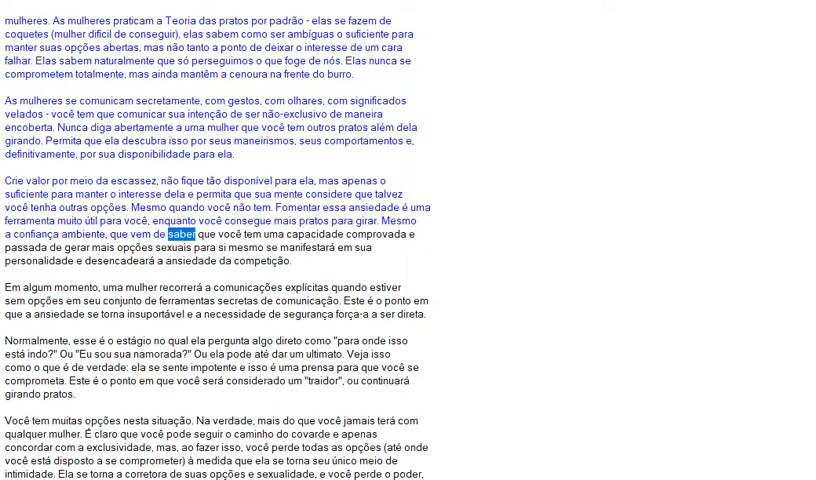 mulheres. As mulheres praticam a Teoria das pratos por padrão - elas se fazem de
coquetes (mulher difícil de conseguir), elas sabem como ser ambíguas o suficiente para
manter suas opções abertas, mas não tanto a ponto de deixar o interesse de um cara
falhar. Elas sabem naturalmente que só perseguimos o que foge de nós. Elas nunca se
comprometem totalmente, mas ainda mantêm a cenoura na frente do burro.

As mulheres se comunicam secretamente, com gestos, com olhares, com significados
velados - você tem que comunicar sua intenção de ser não-exclusivo de maneira
encoberta. Nunca diga abertamente a uma mulher que você tem outros pratos além dela
girando. Permita que ela descubra isso por seus maneirismos, seus comportamentos e,
definitivamente, por sua disponibilidade para ela.

Crie valor por meio da escassez, não fique tão disponível para ela, mas apenas o
suficiente para manter o interesse dela e permita que sua mente considere que talvez
você tenha outras opções. Mesmo quando você não tem. Fomentar essa ansiedade é uma
ferramenta muito útil para você, enquanto você consegue mais pratos para girar. Mesmo
a confiança ambiente, que vem de saber que você tem uma capacidade comprovada e
passada de gerar mais opções sexuais para si mesmo se manifestará em sua
personalidade e desencadeará a ansiedade da competição.

Em algum momento, uma mulher recorrerá a comunicações explícitas quando estiver
sem opções em seu conjunto de ferramentas secretas de comunicação. Este é o ponto em
que a ansiedade se torna insuportável e a necessidade de segurança força-a a ser direta.

Normalmente, esse é o estágio no qual ela pergunta algo direto como "para onde isso
está indo?" Ou "Eu sou sua namorada?" Ou ela pode até dar um ultimato. Veja isso
como o que é de verdade: ela se sente impotente e isso é uma prensa para que você se
comprometa. Este é o ponto em que você será considerado um "traidor", ou continuará
girando pratos.

Você tem muitas opções nesta situação. Na verdade, mais do que você jamais terá com
qualquer mulher. É claro que você pode seguir o caminho do covarde e apenas
concordar com a exclusividade, mas, ao fazer isso, você perde todas as opções (até onde
você está disposto a se comprometer) à medida que ela se torna seu único meio de
intimidade. Ela se torna a corretora de suas opções e sexualidade, e você perde o poder,